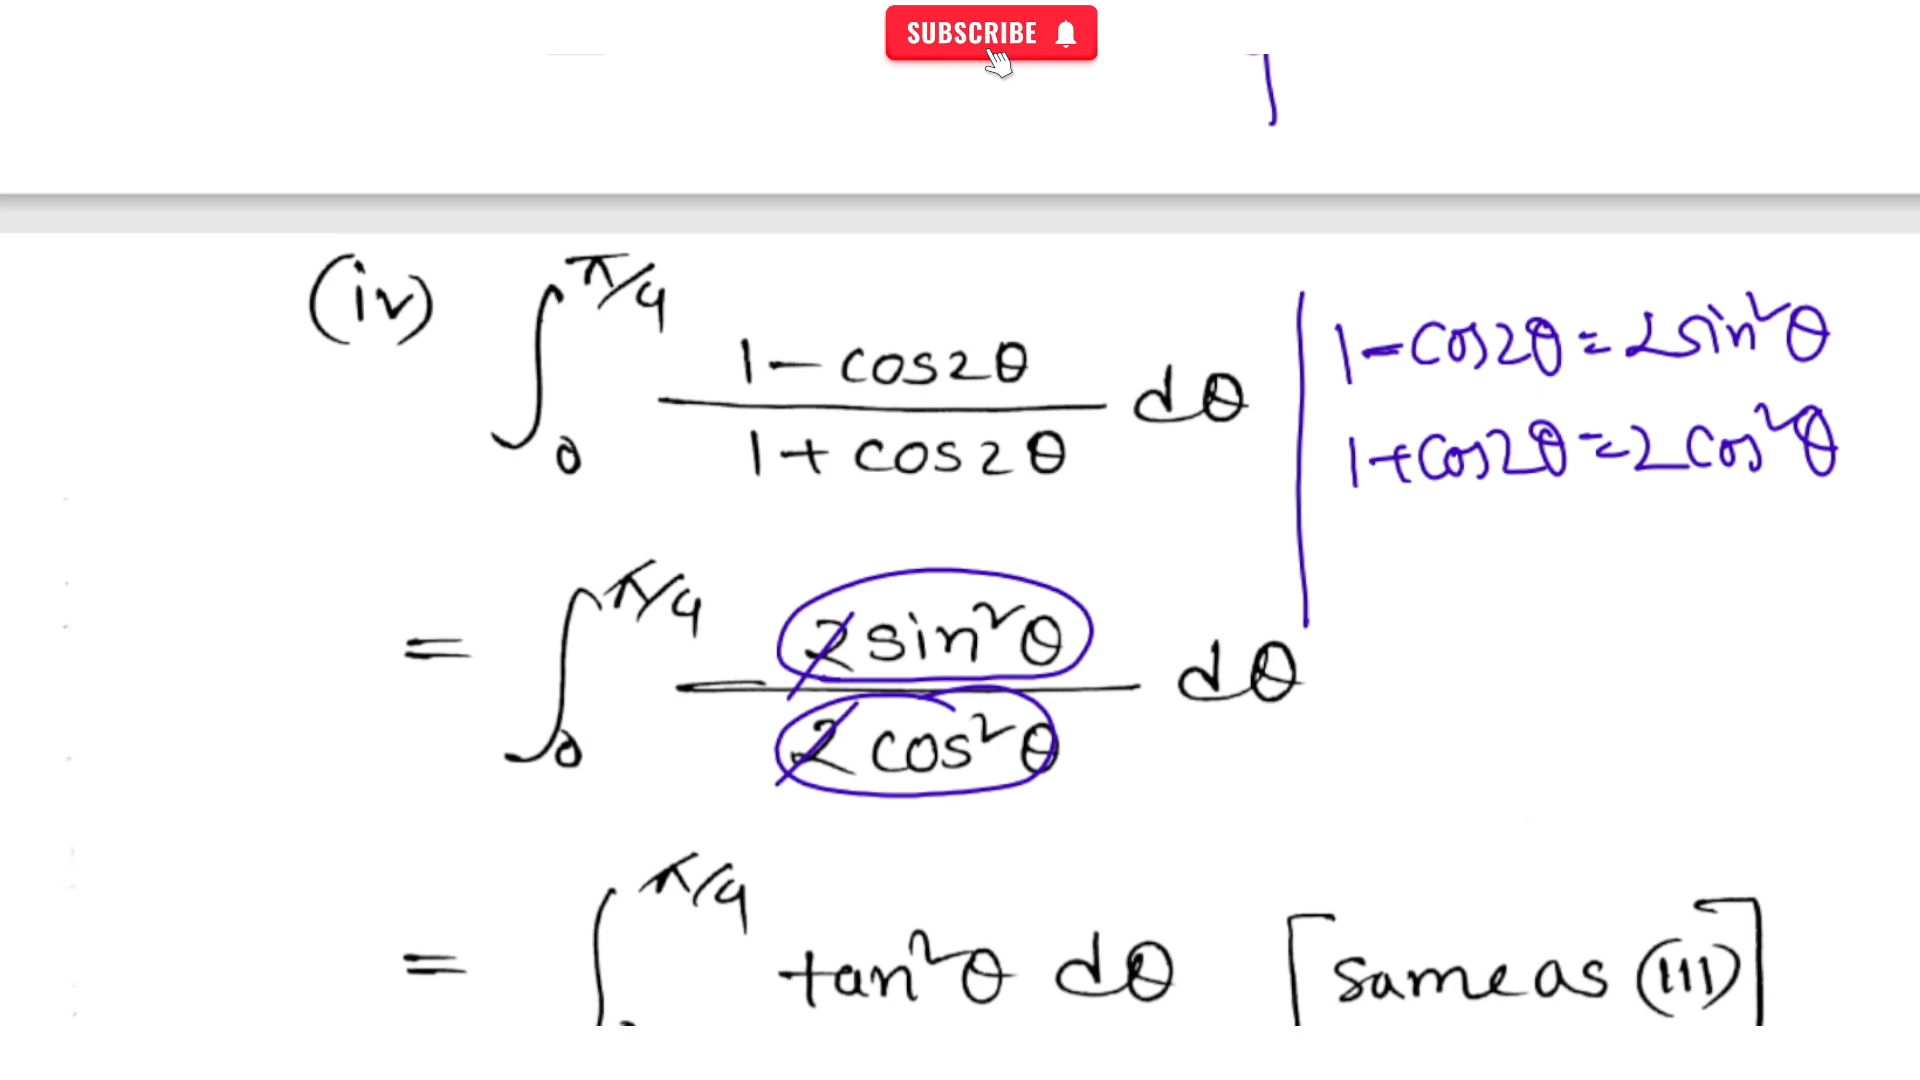 SUBSCRIBE
(iv) ∫₀^π/4 (1 - cos2θ)/(1 + cos2θ) dθ
1 - cos2θ = 2sin²θ
1 + cos2θ = 2cos²θ
= ∫₀^π/4 2sin²θ/2cos²θ dθ
= ∫^π/4 tan²θ dθ [same as (iii)]